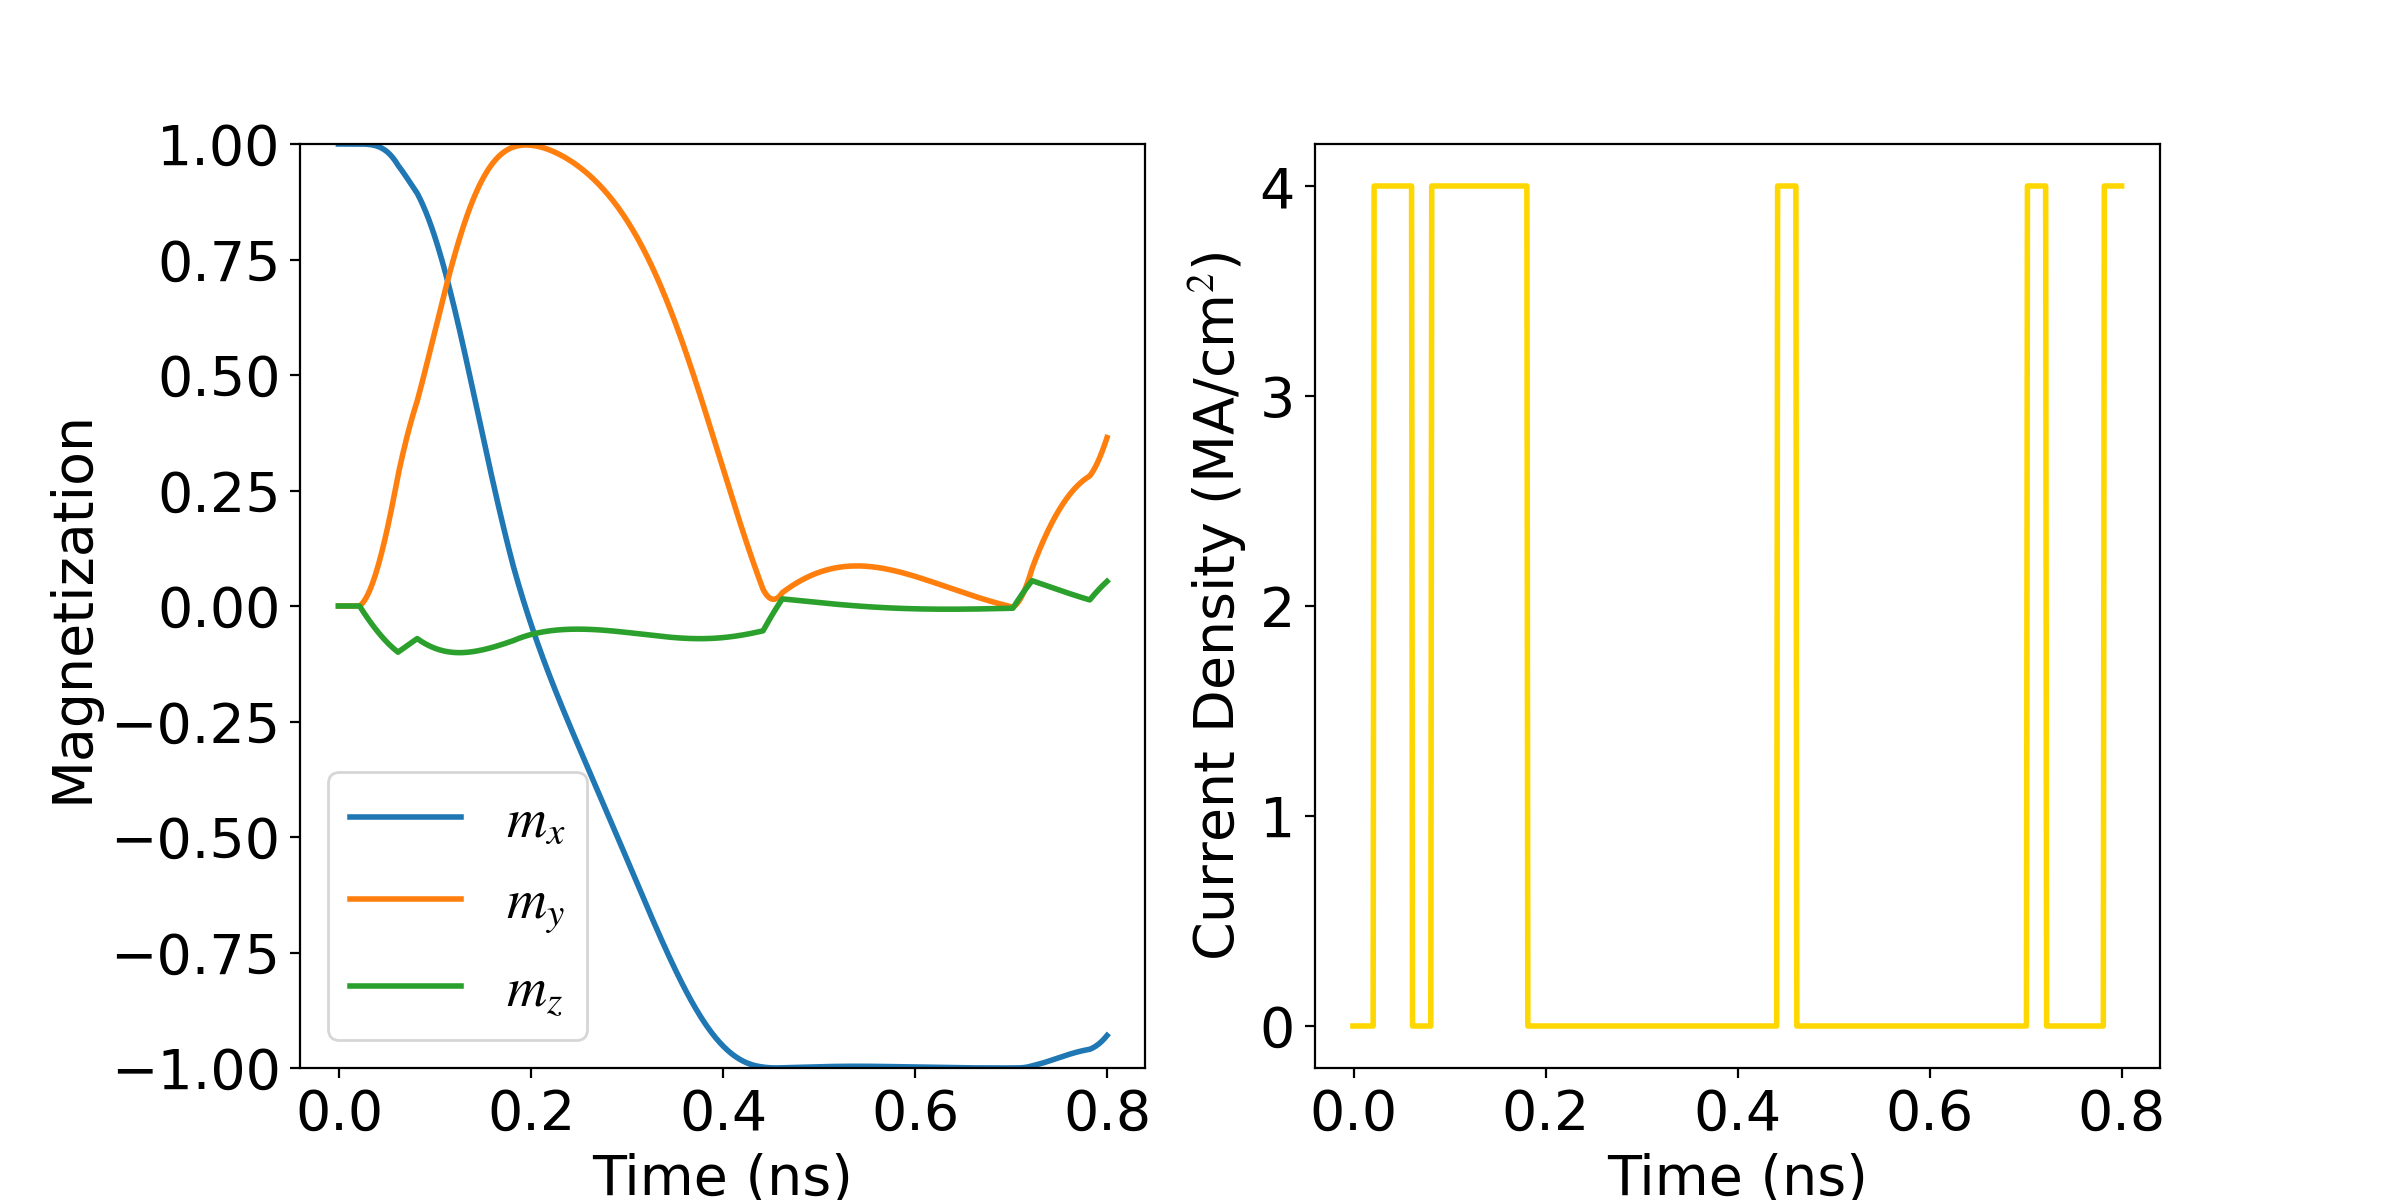 1.00
0.75
0.50
0.25
0.00
−0.25
−0.50
−0.75
−1.00
Magnetization
m_x
m_y
m_z
0.0 0.2 0.4 0.6 0.8
Time (ns)
4
3
2
1
0
Current Density (MA/cm²)
0.0 0.2 0.4 0.6 0.8
Time (ns)